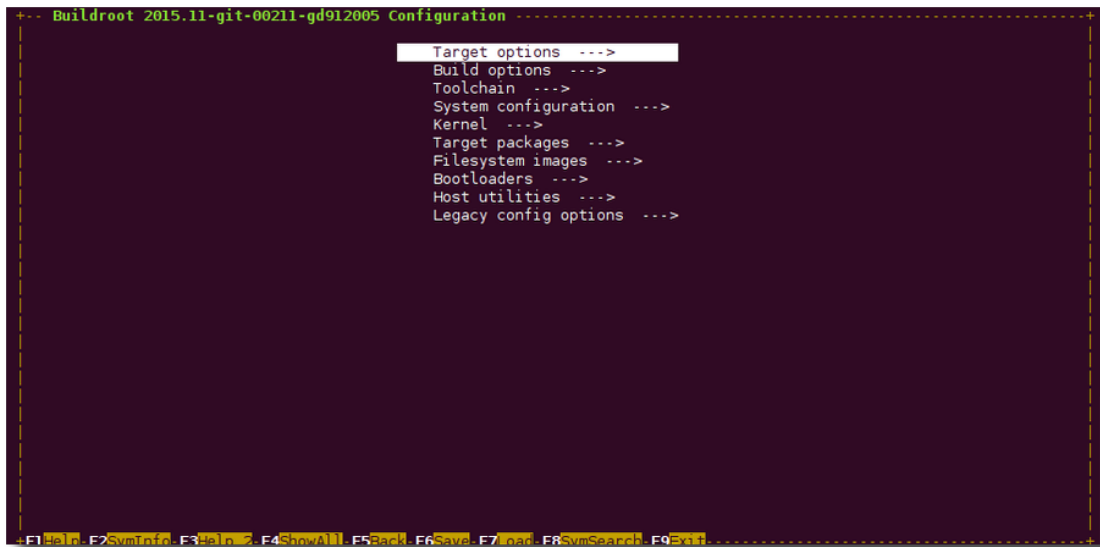 Buildroot 2015.11-git-00211-gd912005 Configuration
Target options --->
Build options --->
Toolchain --->
System configuration --->
Kernel --->
Target packages --->
Filesystem images --->
Bootloaders --->
Host utilities --->
Legacy config options --->
F1Help-F2SymInfo-F3Help 2-F4ShowAll-F5Back-F6Save-F7Load-F8SymSearch-F9Exit